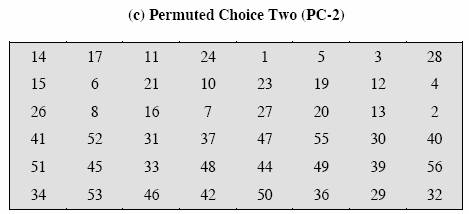 (c) Permuted Choice Two (PC-2)
14 17 11 24 1 5 3 28
15 6 21 10 23 19 12 4
26 8 16 7 27 20 13 2
41 52 31 37 47 55 30 40
51 45 33 48 44 49 39 56
34 53 46 42 50 36 29 32